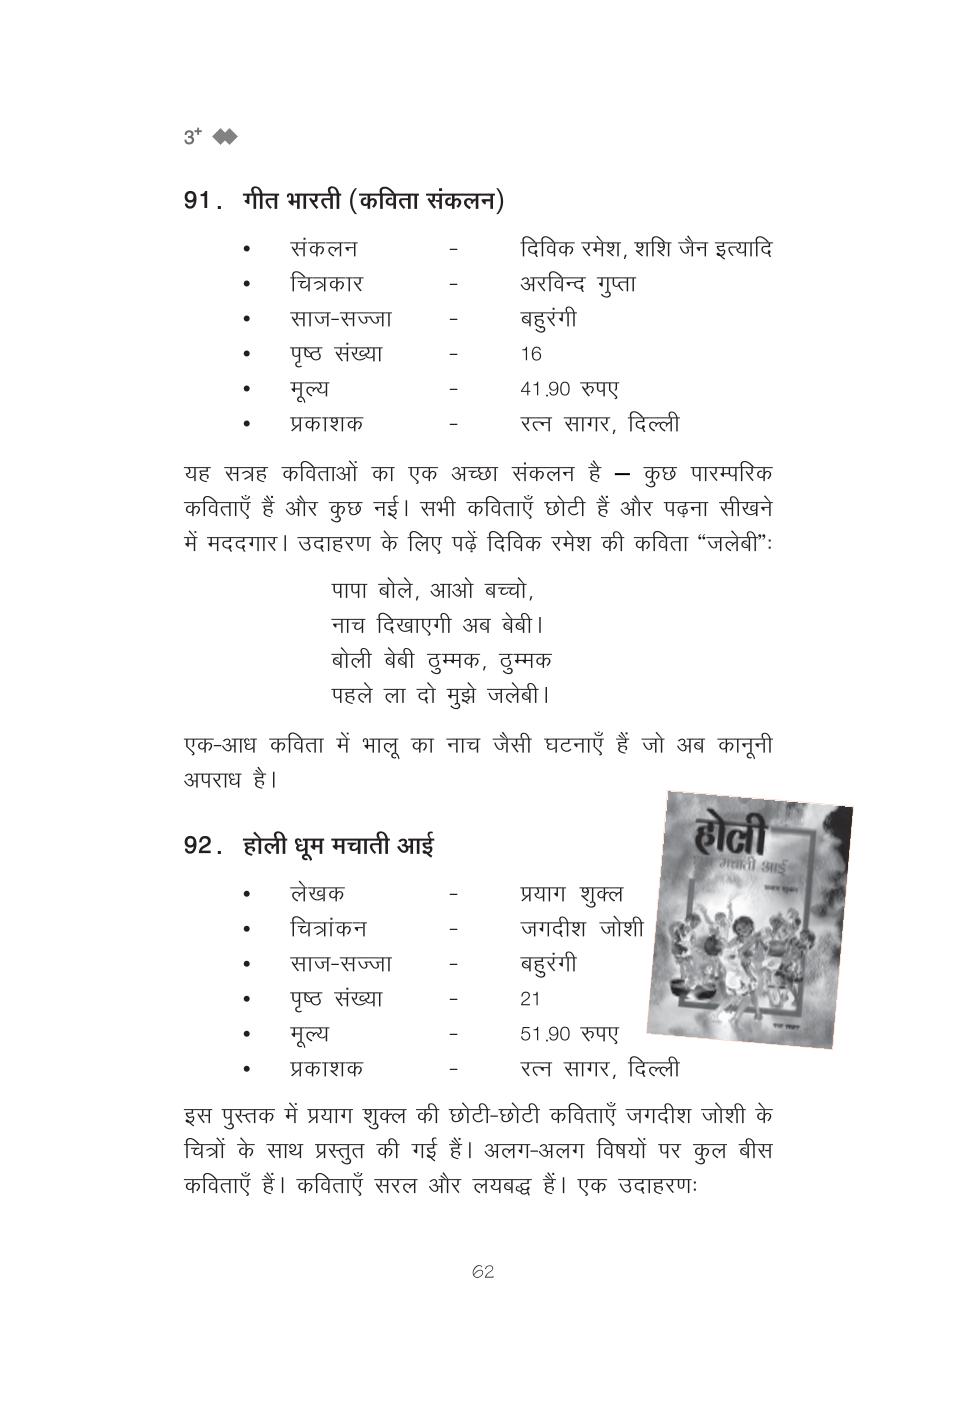 3+
91. गीत भारती (कविता संकलन)
• संकलन - दिविक रमेश, शशि जैन इत्यादि
• चित्रकार - अरविन्द गुप्ता
• साज-सज्जा - बहुरंगी
• पृष्ठ संख्या - 16
• मूल्य - 41.90 रुपए
• प्रकाशक - रत्न सागर, दिल्ली
यह सत्रह कविताओं का एक अच्छा संकलन है – कुछ पारम्परिक
कविताएँ हैं और कुछ नई। सभी कविताएँ छोटी हैं और पढ़ना सीखने
में मददगार। उदाहरण के लिए पढ़ें दिविक रमेश की कविता “जलेबी”:
पापा बोले, आओ बच्चो,
नाच दिखाएगी अब बेबी।
बोली बेबी ठुम्मक, ठुम्मक
पहले ला दो मुझे जलेबी।
एक-आध कविता में भालू का नाच जैसी घटनाएँ हैं जो अब कानूनी
अपराध है।
92. होली धूम मचाती आई
• लेखक - प्रयाग शुक्ल
• चित्रांकन - जगदीश जोशी
• साज-सज्जा - बहुरंगी
• पृष्ठ संख्या - 21
• मूल्य - 51.90 रुपए
• प्रकाशक - रत्न सागर, दिल्ली
होली
मचाती आई
इस पुस्तक में प्रयाग शुक्ल की छोटी-छोटी कविताएँ जगदीश जोशी के
चित्रों के साथ प्रस्तुत की गई हैं। अलग-अलग विषयों पर कुल बीस
कविताएँ हैं। कविताएँ सरल और लयबद्ध हैं। एक उदाहरण:
62